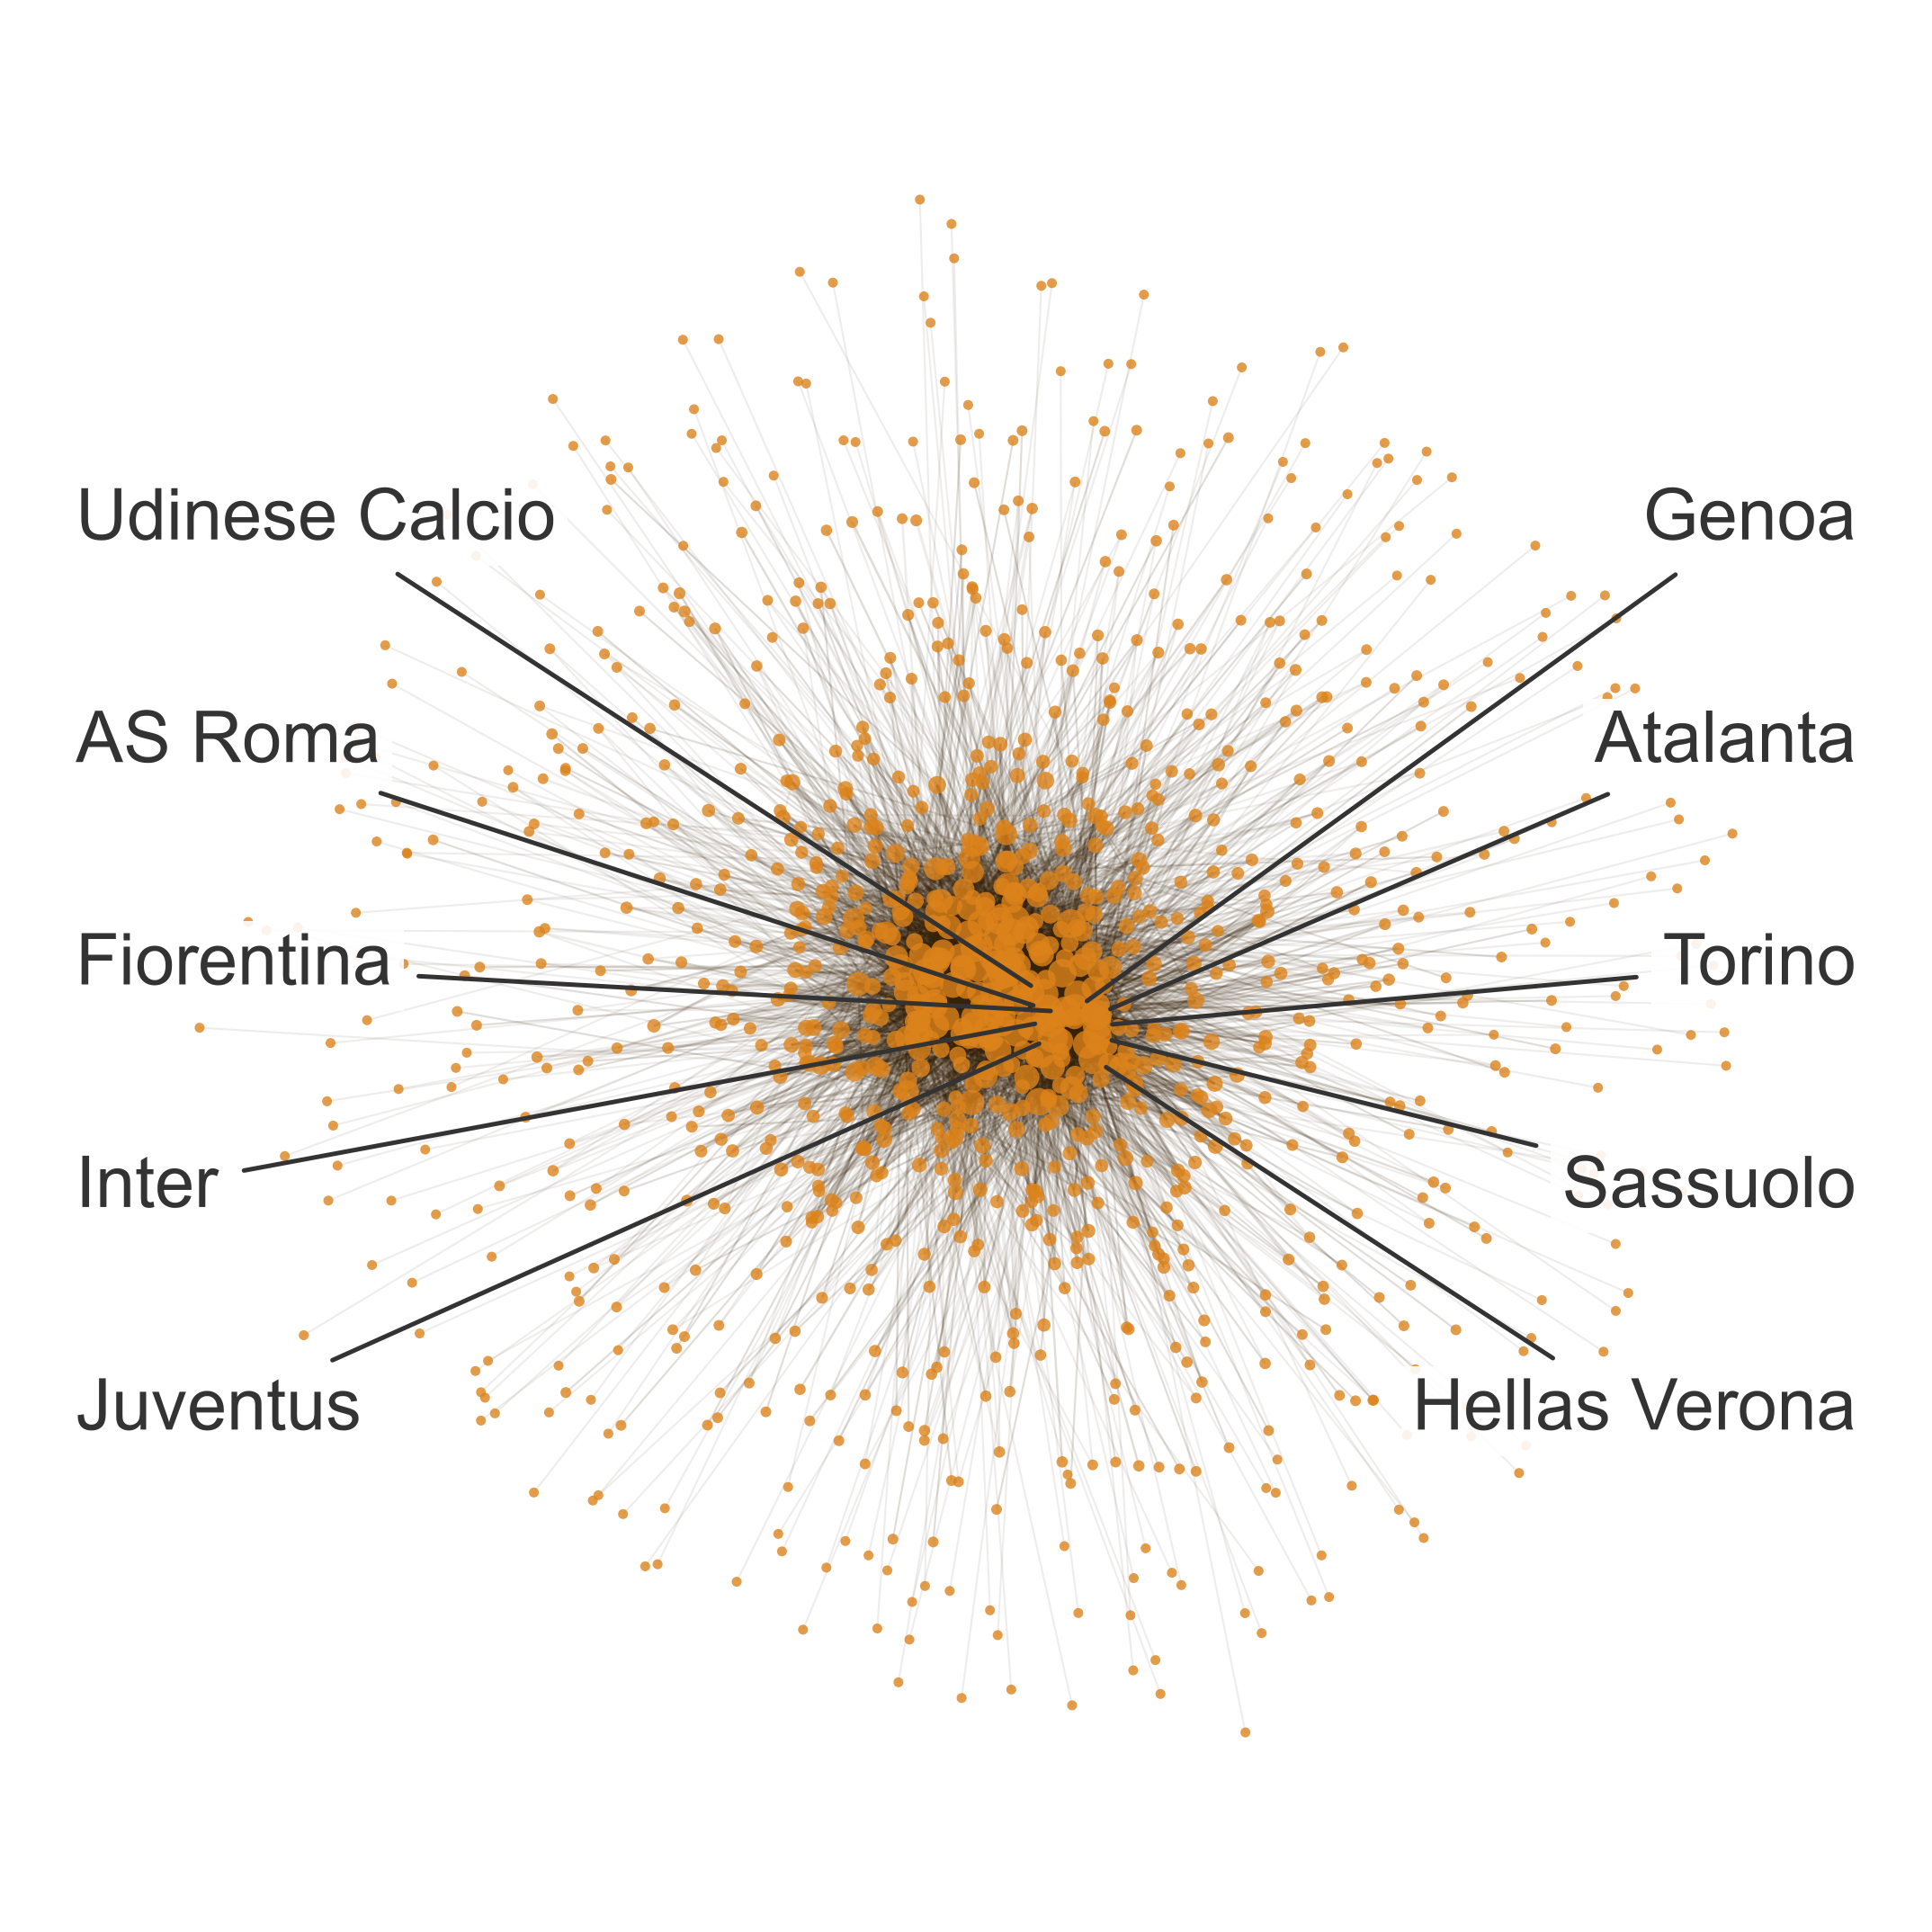 Udinese Calcio
Genoa
AS Roma
Atalanta
Fiorentina
Torino
Inter
Sassuolo
Juventus
Hellas Verona